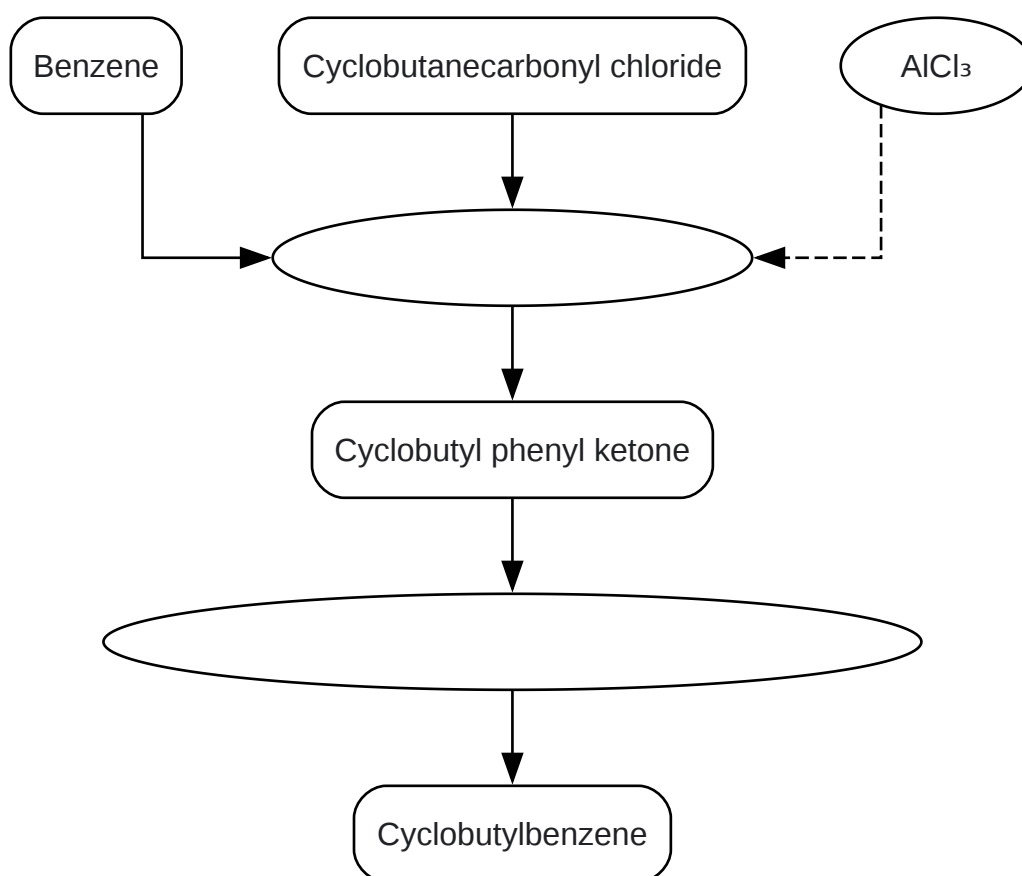 Benzene
Cyclobutanecarbonyl chloride
AlCl₃
Cyclobutyl phenyl ketone
Cyclobutylbenzene